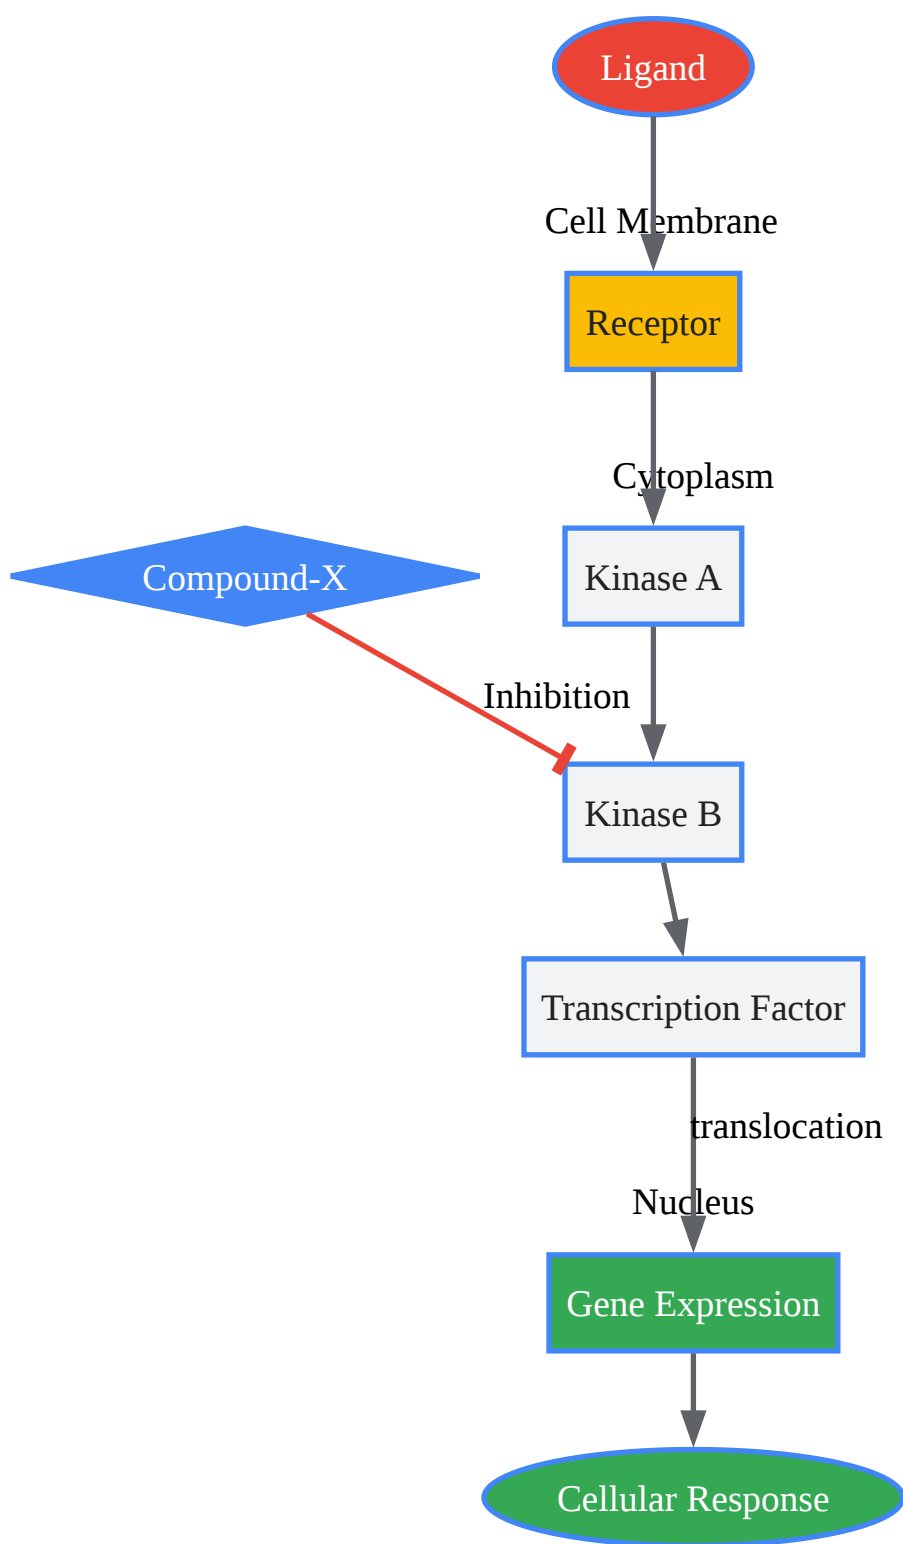 Ligand
Cell Membrane
Receptor
Cytoplasm
Kinase A
Compound-X
Inhibition
Kinase B
Transcription Factor
translocation
Nucleus
Gene Expression
Cellular Response